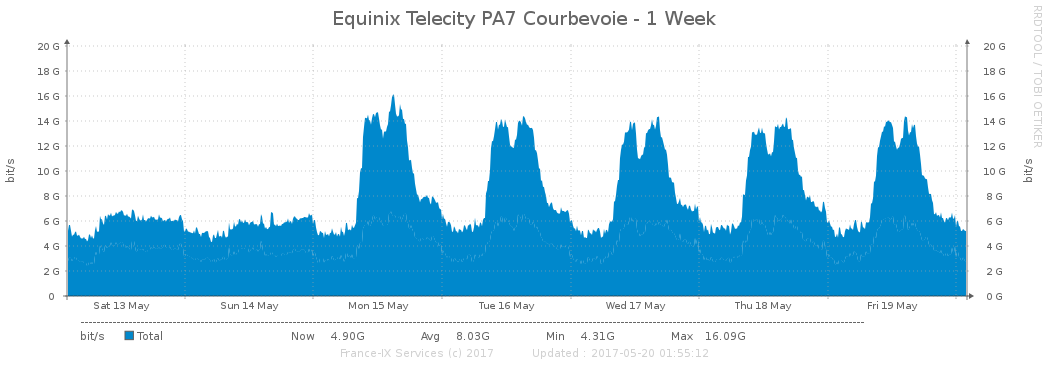 Equinix Telecity PA7 Courbevoie - 1 Week
RRDTOOL / TOBI OETIKER
20 G 20 G
18 G 18 G
16 G 16 G
14 G 14 G
12 G 12 G
10 G 10 G
8 G 8 G
6 G 6 G
4 G 4 G
2 G 2 G
0 0 G
bit/s bit/s
Sat 13 May Sun 14 May Mon 15 May Tue 16 May Wed 17 May Thu 18 May Fri 19 May
bit/s Total Now 4.90G Avg 8.03G Min 4.31G Max 16.09G
France-IX Services (c) 2017 Updated : 2017-05-20 01:55:12